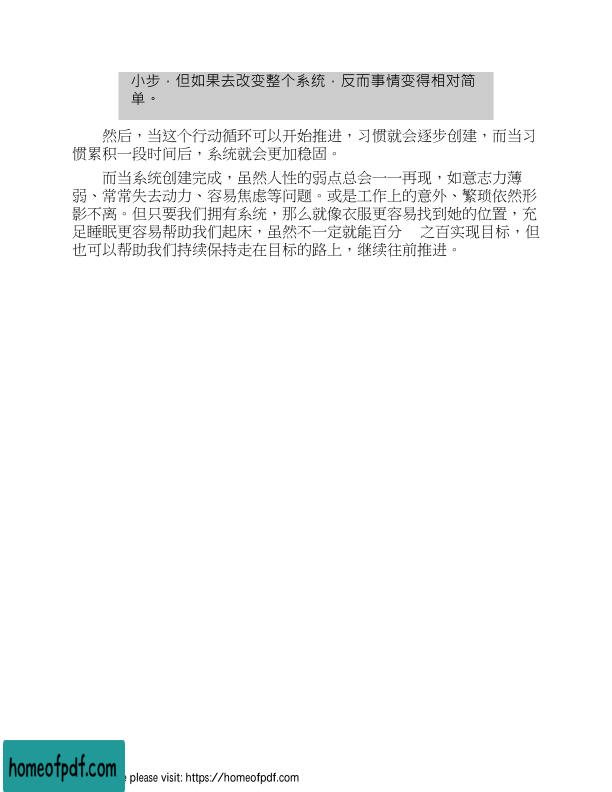 小步，但如果去改变整个系统，反而事情变得相对简
单。
然后，当这个行动循环可以开始推进，习惯就会逐步创建，而当习
惯累积一段时间后，系统就会更加稳固。
而当系统创建完成，虽然人性的弱点总会一一再现，如意志力薄
弱、常常失去动力、容易焦虑等问题。或是工作上的意外、繁琐依然形
影不离。但只要我们拥有系统，那么就像衣服更容易找到她的位置，充
足睡眠更容易帮助我们起床，虽然不一定就能百分 之百实现目标，但
也可以帮助我们持续保持走在目标的路上，继续往前推进。
homeofpdf.com
e please visit: https://homeofpdf.com